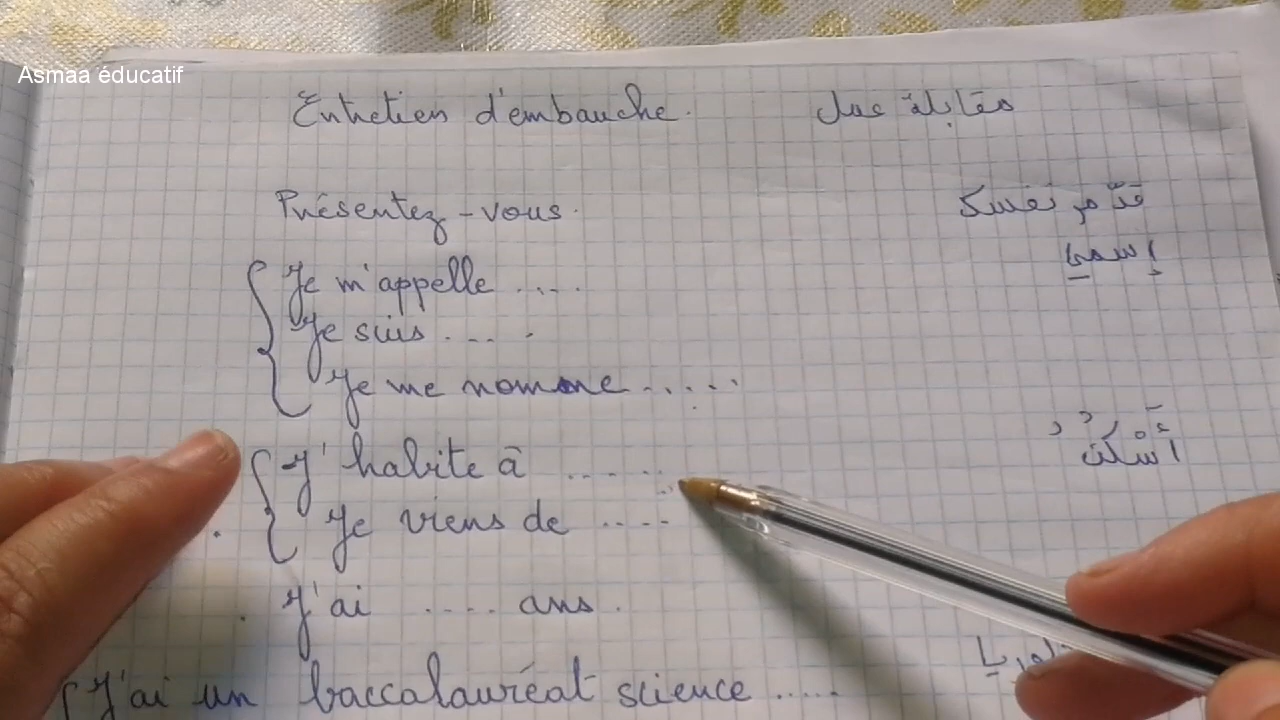 Asmaa éducatif
Entretien d'embauche. مقابلة عمل
Présentez-vous. قدّم نفسك
إسمي
Je m'appelle ....
Je suis ....
Je me nomme .....
J'habite à ..... أَسْكُنُ
Je viens de ....
J'ai .... ans.
J'ai un baccalauréat science .....